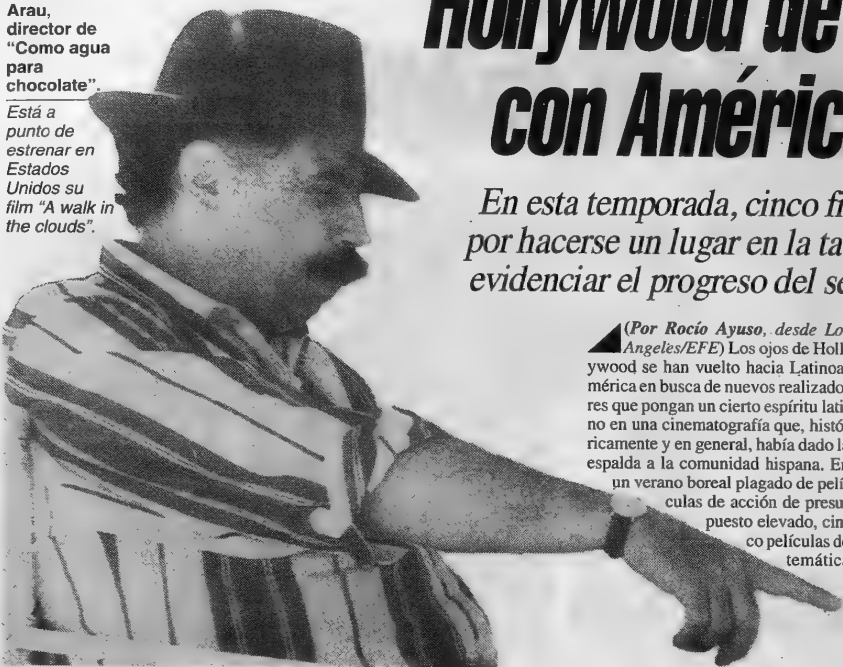 Arau,
director de
"Como agua
para
chocolate".
Está a
punto de
estrenar en
Estados
Unidos su
film "A walk in
the clouds".
Hollywood de
con Améric
En esta temporada, cinco fi
por hacerse un lugar en la ta
evidenciar el progreso del se
(Por Rocío Ayuso, desde Lo
Angeles/EFE) Los ojos de Holl
ywood se han vuelto hacia Latinoa
mérica en busca de nuevos realizado
res que pongan un cierto espíritu lati
no en una cinematografía que, histó
ricamente y en general, había dado la
espalda a la comunidad hispana. En
un verano boreal plagado de pelí
culas de acción de presu
puesto elevado, cin
co películas de
temátic